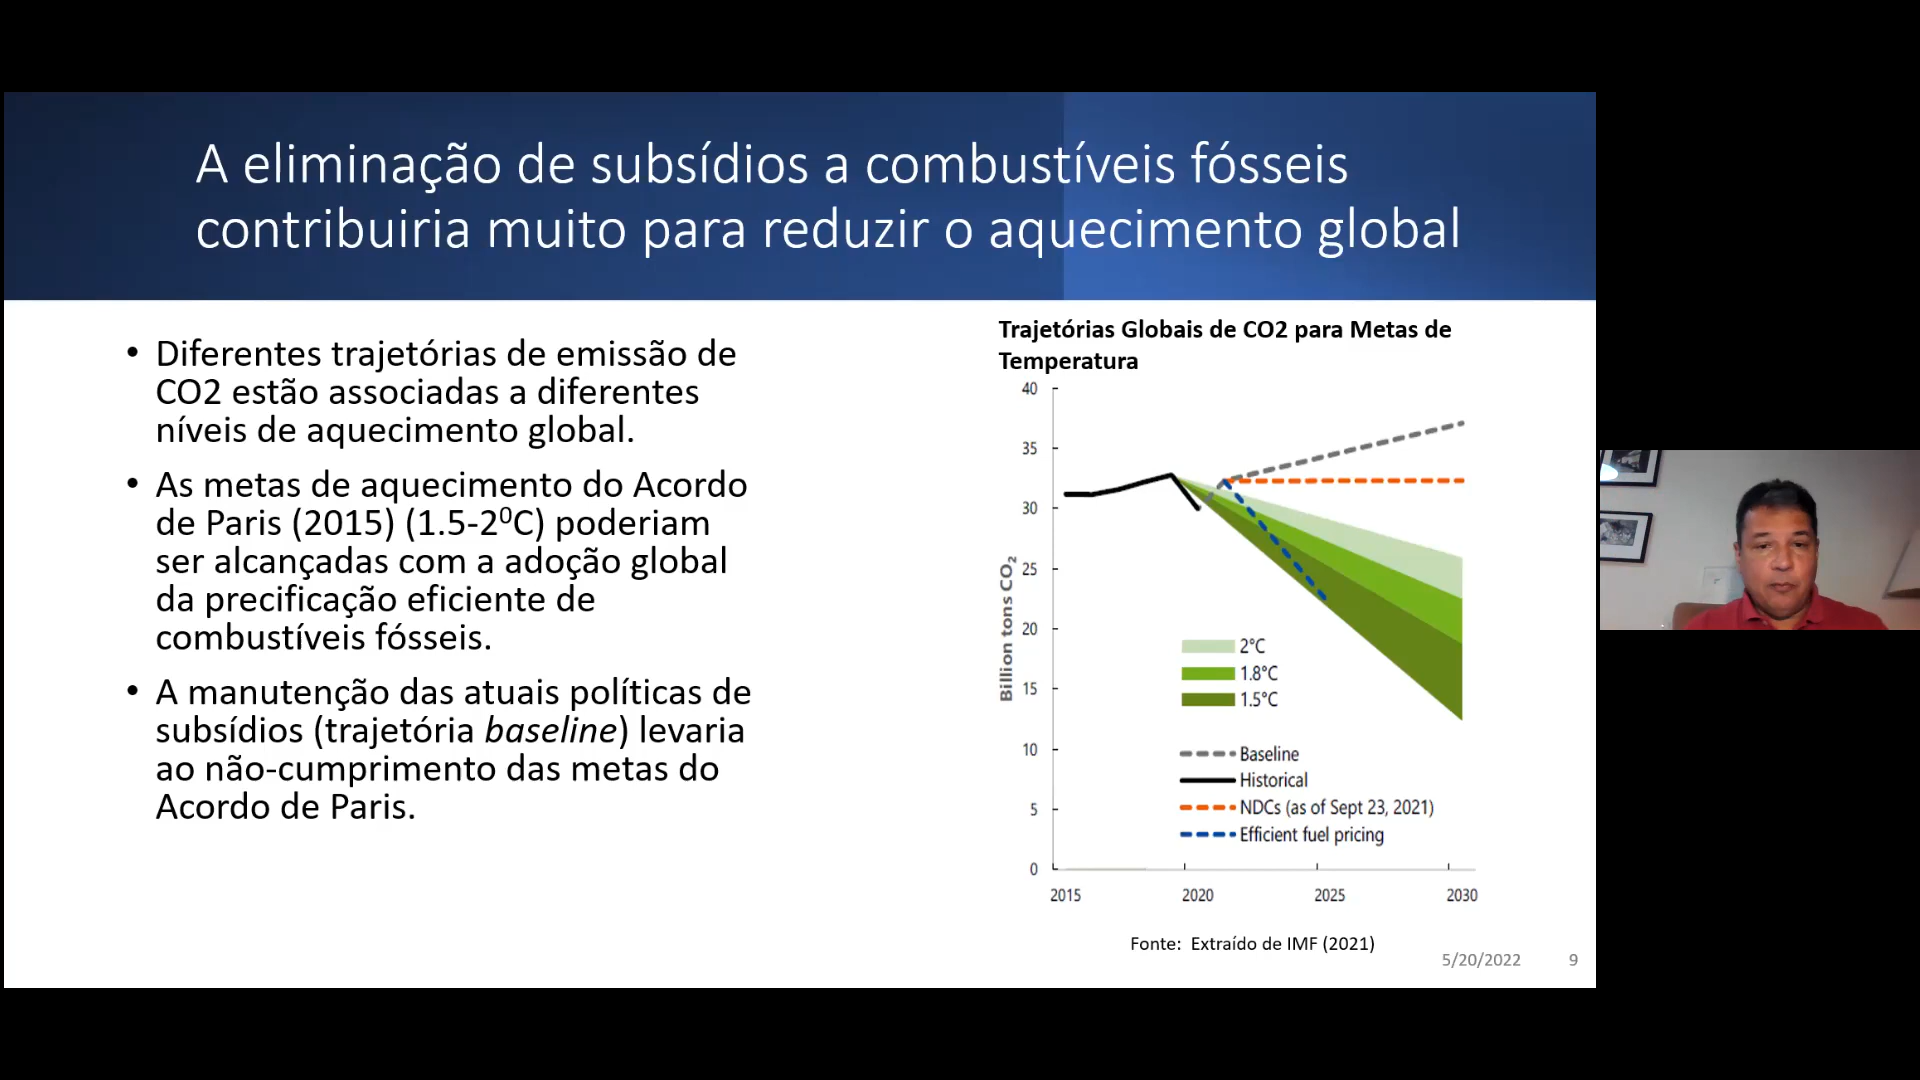 A eliminação de subsídios a combustíveis fósseis
contribuiria muito para reduzir o aquecimento global
• Diferentes trajetórias de emissão de
CO2 estão associadas a diferentes
níveis de aquecimento global.
• As metas de aquecimento do Acordo
de Paris (2015) (1.5-2⁰C) poderiam
ser alcançadas com a adoção global
da precificação eficiente de
combustíveis fósseis.
• A manutenção das atuais políticas de
subsídios (trajetória baseline) levaria
ao não-cumprimento das metas do
Acordo de Paris.
Trajetórias Globais de CO2 para Metas de
Temperatura
40
35
30
25
20
15
10
5
0
Billion tons CO₂
2°C
1.8°C
1.5°C
Baseline
Historical
NDCs (as of Sept 23, 2021)
Efficient fuel pricing
2015 2020 2025 2030
Fonte: Extraído de IMF (2021)
5/20/2022 9